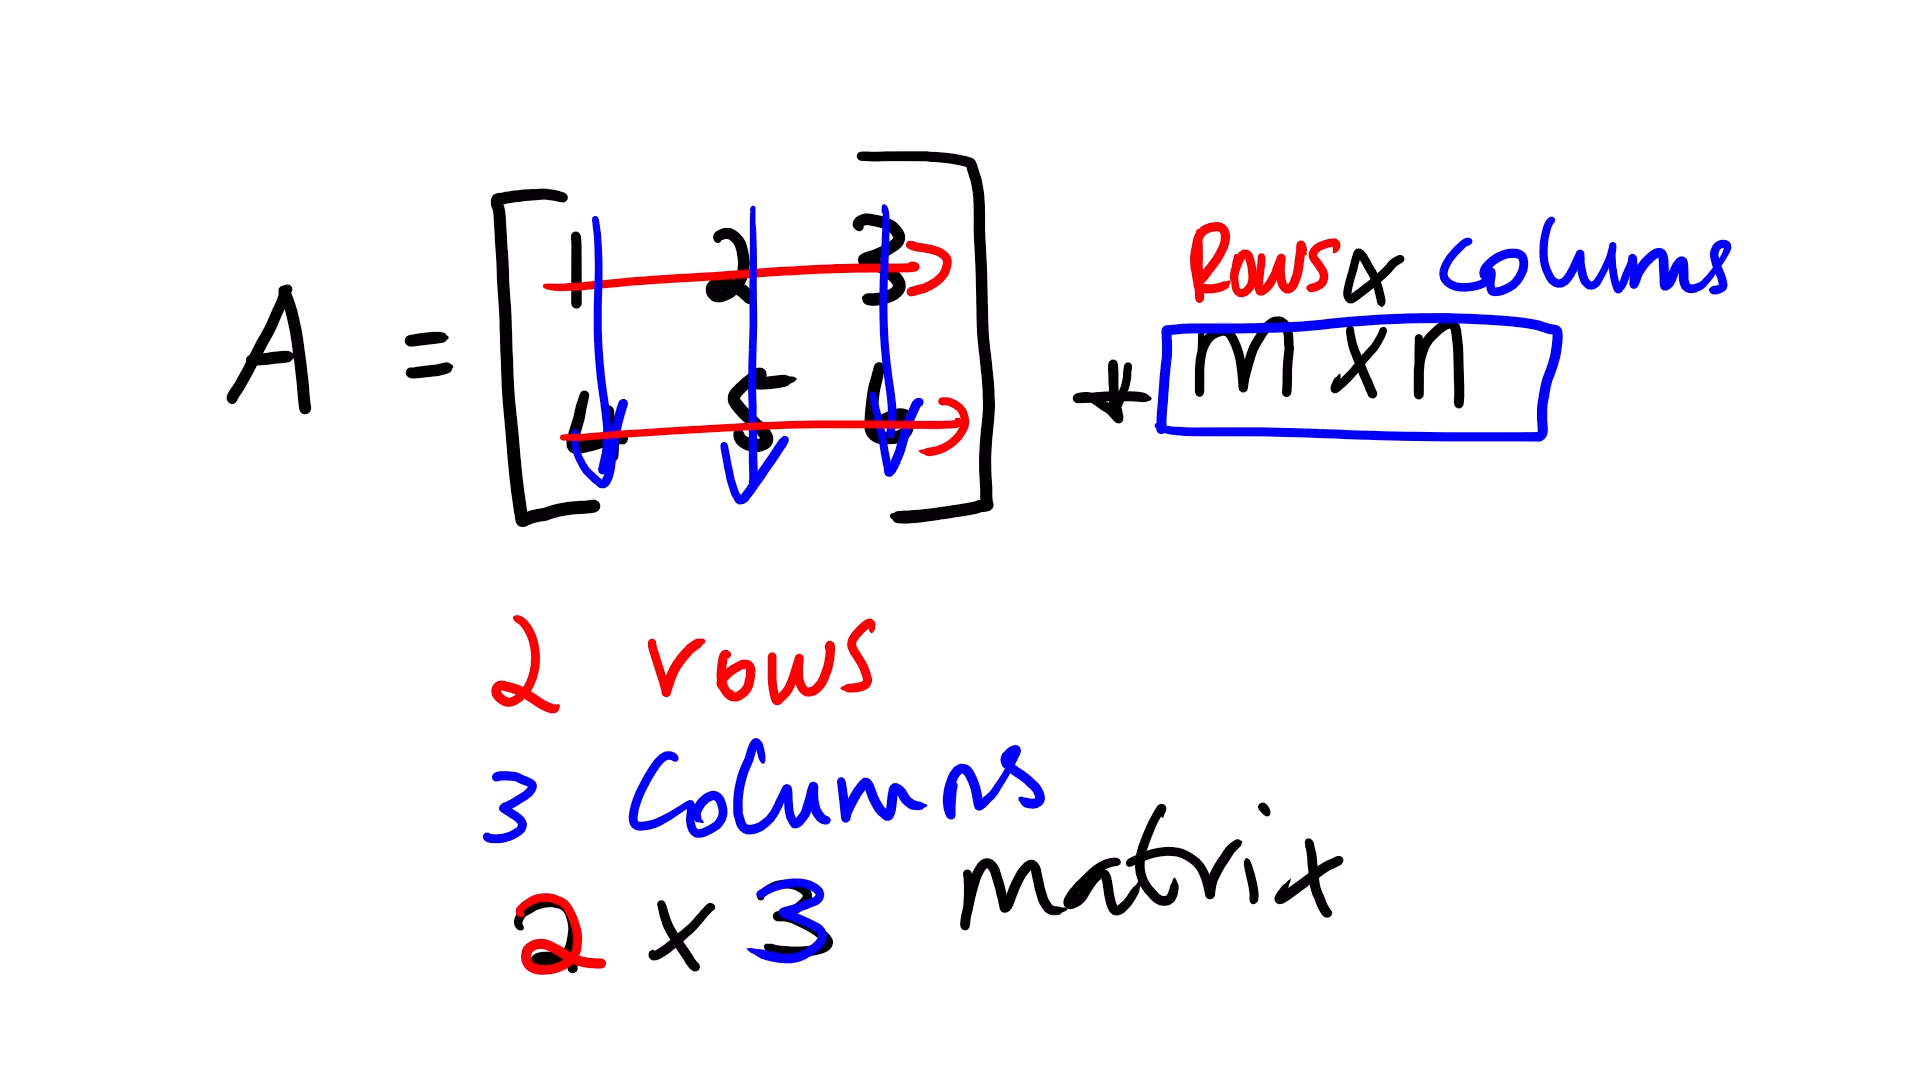 A = [ 1 2 3
4 5 6 ]
Rows & Colums
* m x n
2 rows
3 Columns
2 x 3 matrix